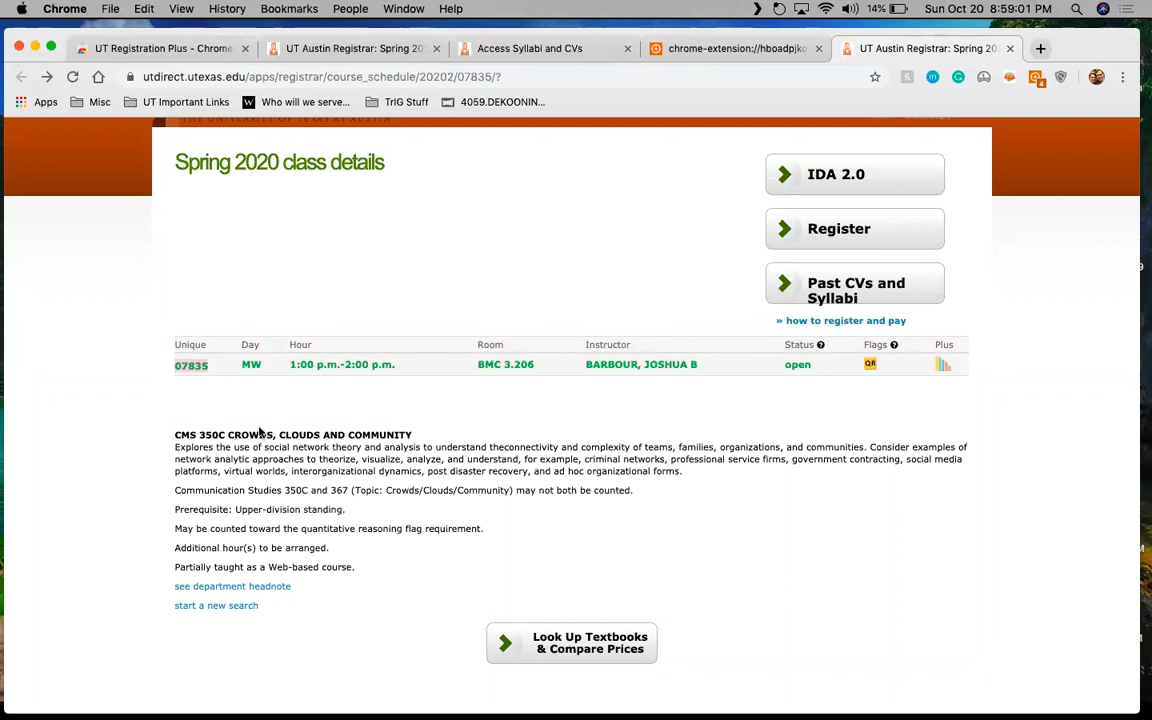 Chrome File Edit View History Bookmarks People Window Help 14% Sun Oct 20 8:59:01 PM
UT Registration Plus - Chrome UT Austin Registrar: Spring 20 Access Syllabi and CVs chrome-extension://hboadpjko UT Austin Registrar: Spring 20
utdirect.utexas.edu/apps/registrar/course_schedule/20202/07835/?
4
Apps Misc UT Important Links W Who will we serve... TrIG Stuff 4059.DEKOONIN...
THE UNIVERSITY OF TEXAS AT AUSTIN
Spring 2020 class details
IDA 2.0
Register
Past CVs and
Syllabi
» how to register and pay
Unique Day Hour Room Instructor Status Flags Plus
07835 MW 1:00 p.m.-2:00 p.m. BMC 3.206 BARBOUR, JOSHUA B open QR
CMS 350C CROWDS, CLOUDS AND COMMUNITY
Explores the use of social network theory and analysis to understand theconnectivity and complexity of teams, families, organizations, and communities. Consider examples of
network analytic approaches to theorize, visualize, analyze, and understand, for example, criminal networks, professional service firms, government contracting, social media
platforms, virtual worlds, interorganizational dynamics, post disaster recovery, and ad hoc organizational forms.
Communication Studies 350C and 367 (Topic: Crowds/Clouds/Community) may not both be counted.
Prerequisite: Upper-division standing.
May be counted toward the quantitative reasoning flag requirement.
Additional hour(s) to be arranged.
Partially taught as a Web-based course.
see department headnote
start a new search
Look Up Textbooks
& Compare Prices